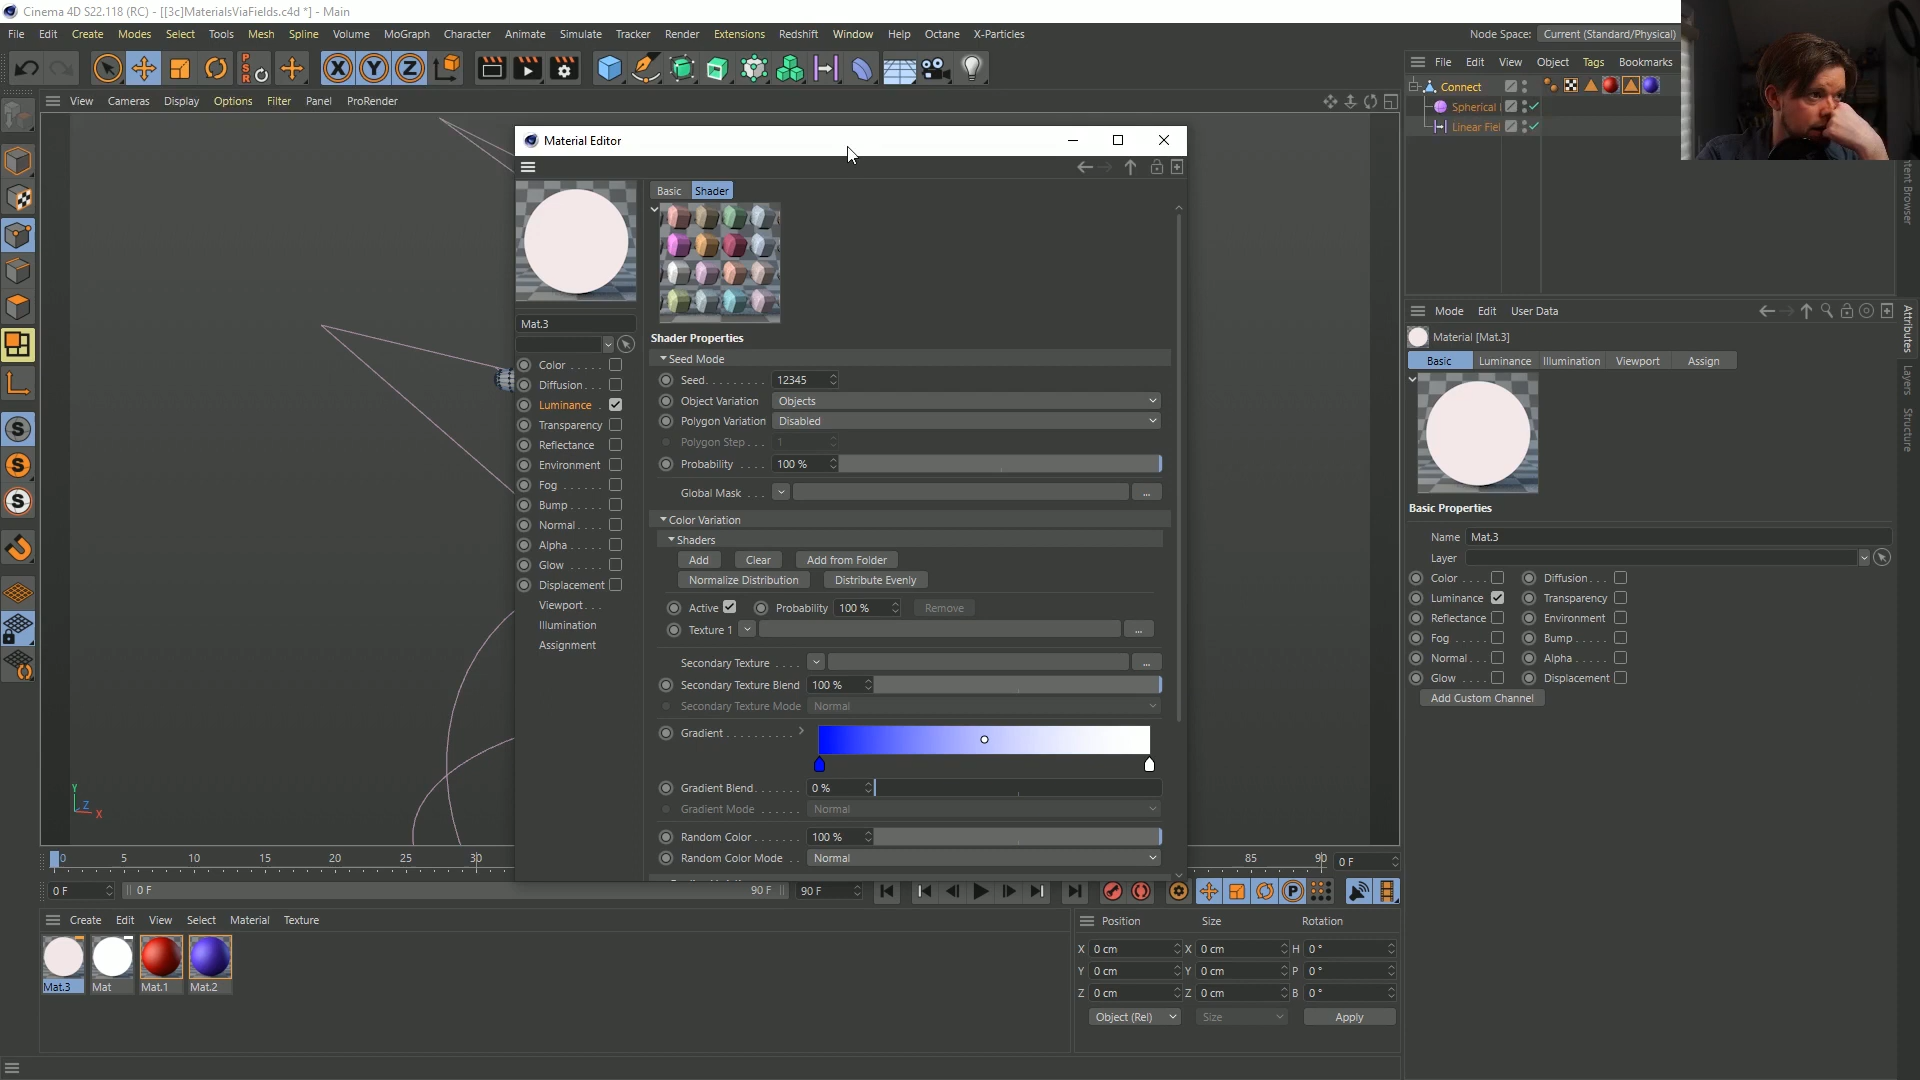 Cinema 4D S22.118 (RC) - [[3c]MaterialsViaFields.c4d *] - Main
File Edit Create Modes Select Tools Mesh Spline Volume MoGraph Character Animate Simulate Tracker Render Extensions Redshift Window Help Octane X-Particles
Node Space: Current (Standard/Physical)
X Y Z
PSR
View Cameras Display Options Filter Panel ProRender
File Edit View Object Tags Bookmarks
Connect
Spherical
Linear Fiel
Material Editor
Basic Shader
Mat.3
Color
Diffusion
Luminance
Transparency
Reflectance
Environment
Fog
Bump
Normal
Alpha
Glow
Displacement
Viewport
Illumination
Assignment
Shader Properties
Seed Mode
Seed 12345
Object Variation Objects
Polygon Variation Disabled
Polygon Step 1
Probability 100 %
Global Mask ...
Color Variation
Shaders
Add Clear Add from Folder
Normalize Distribution Distribute Evenly
Active Probability 100 % Remove
Texture 1 ...
Secondary Texture ...
Secondary Texture Blend 100 %
Secondary Texture Mode Normal
Gradient
Gradient Blend 0 %
Gradient Mode Normal
Random Color 100 %
Random Color Mode Normal
Mode Edit User Data
Material [Mat.3]
Basic Luminance Illumination Viewport Assign
Basic Properties
Name Mat.3
Layer
Color Diffusion
Luminance Transparency
Reflectance Environment
Fog Bump
Normal Alpha
Glow Displacement
Add Custom Channel
Attributes
Layers
Structure
Y Z X
0 5 10 15 20 25 30 85 90 0 F
0 F 0 F 90 F 90 F
Create Edit View Select Material Texture
Mat.3 Mat Mat.1 Mat.2
Position Size Rotation
X 0 cm X 0 cm H 0 °
Y 0 cm Y 0 cm P 0 °
Z 0 cm Z 0 cm B 0 °
Object (Rel) Size Apply